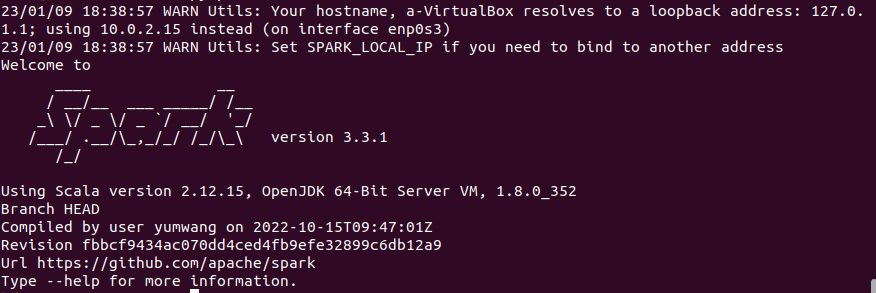 23/01/09 18:38:57 WARN Utils: Your hostname, a-VirtualBox resolves to a loopback address: 127.0.
1.1; using 10.0.2.15 instead (on interface enp0s3)
23/01/09 18:38:57 WARN Utils: Set SPARK_LOCAL_IP if you need to bind to another address
Welcome to
      ____              __
     / __/__  ___ _____/ /__
    _\ \/ _ \/ _ `/ __/  '_/
   /___/ .__/\_,_/_/ /_/\_\   version 3.3.1
      /_/
Using Scala version 2.12.15, OpenJDK 64-Bit Server VM, 1.8.0_352
Branch HEAD
Compiled by user yumwang on 2022-10-15T09:47:01Z
Revision fbbcf9434ac070dd4ced4fb9efe32899c6db12a9
Url https://github.com/apache/spark
Type --help for more information.